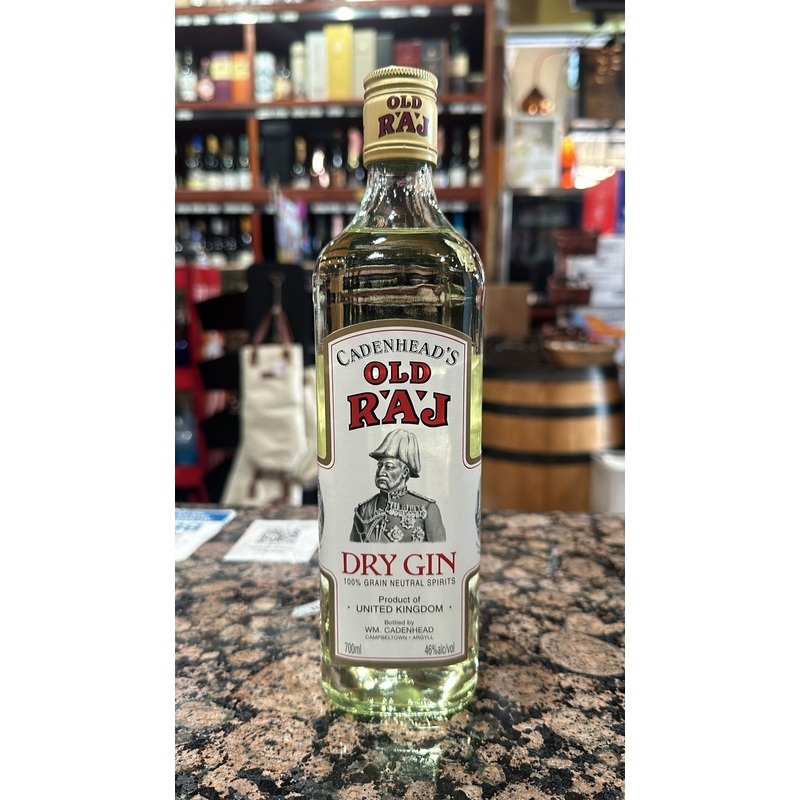 OLD
RAJ
CADENHEAD'S
OLD
RAJ
DRY GIN
100% GRAIN NEUTRAL SPIRITS
Product of
· UNITED KINGDOM ·
Bottled by
WM. CADENHEAD
CAMPBELTOWN • ARGYLL
700ml 46%alc/vol